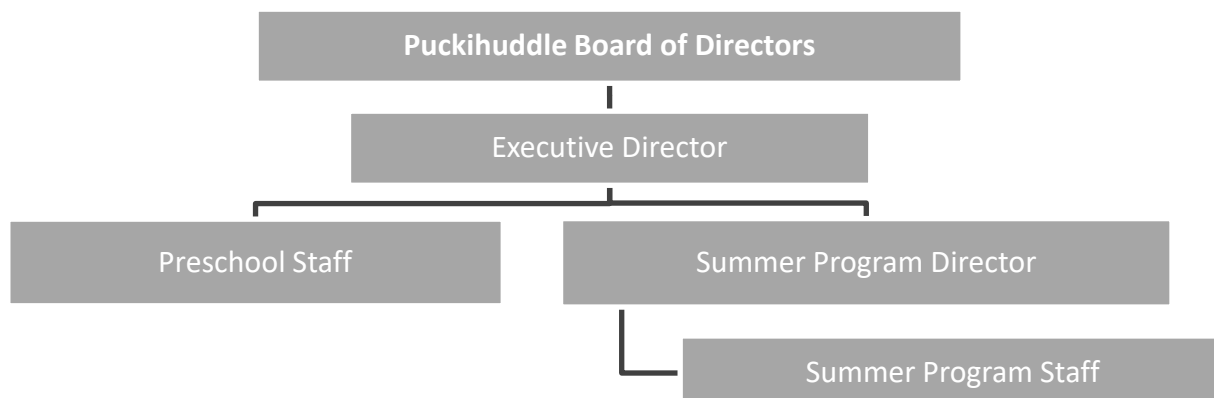 Puckihuddle Board of Directors
Executive Director
Preschool Staff
Summer Program Director
Summer Program Staff